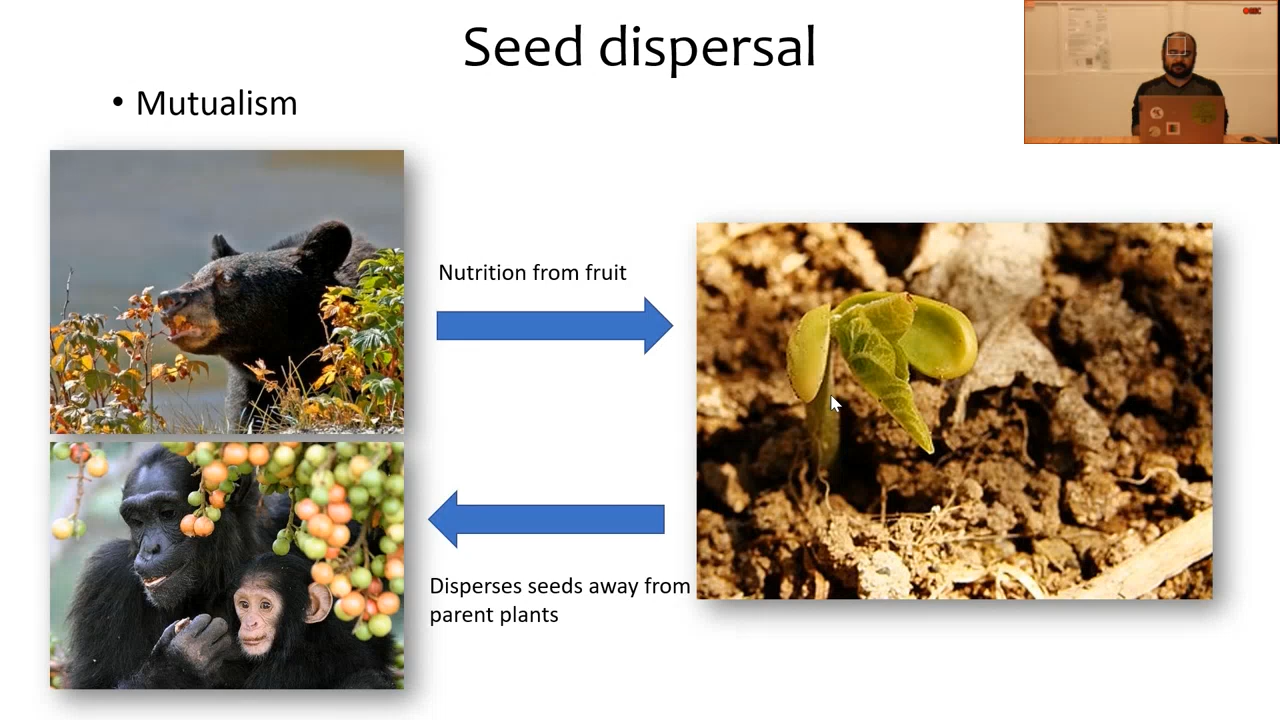 Seed dispersal
• Mutualism
Nutrition from fruit
Disperses seeds away from
parent plants